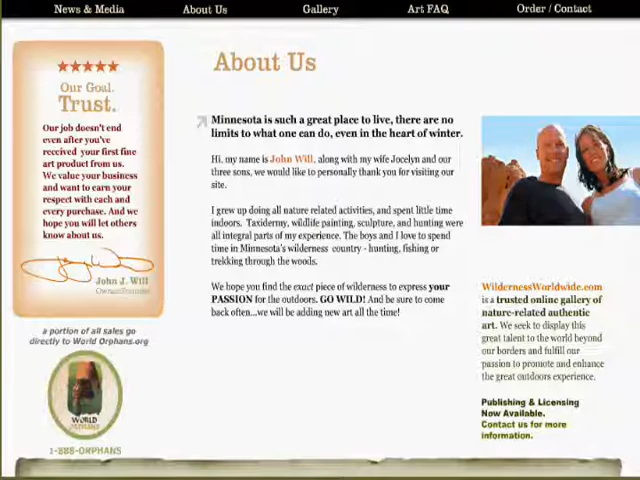 News & Media
About Us
Gallery
Art FAQ
Order / Contact
Our Goal.
Trust.
Our job doesn't end
even after you've
received your first fine
art product from us.
We value your business
and want to earn your
respect with each and
every purchase. And we
hope you will let others
know about us.
John J. Will
Owner/Founder
a portion of all sales go
directly to World Orphans.org
WORLD
ORPHANS
1-888-ORPHANS
About Us
Minnesota is such a great place to live, there are no
limits to what one can do, even in the heart of winter.
Hi, my name is John Will, along with my wife Jocelyn and our
three sons, we would like to personally thank you for visiting our
site.
I grew up doing all nature related activities, and spent little time
indoors. Taxidermy, wildlife painting, sculpture, and hunting were
all integral parts of my experience. The boys and I love to spend
time in Minnesota's wilderness country - hunting, fishing or
trekking through the woods.
We hope you find the exact piece of wilderness to express your
PASSION for the outdoors. GO WILD! And be sure to come
back often...we will be adding new art all the time!
WildernessWorldwide.com
is a trusted online gallery of
nature-related authentic
art. We seek to display this
great talent to the world beyond
our borders and fulfill our
passion to promote and enhance
the great outdoors experience.
Publishing & Licensing
Now Available.
Contact us for more
information.